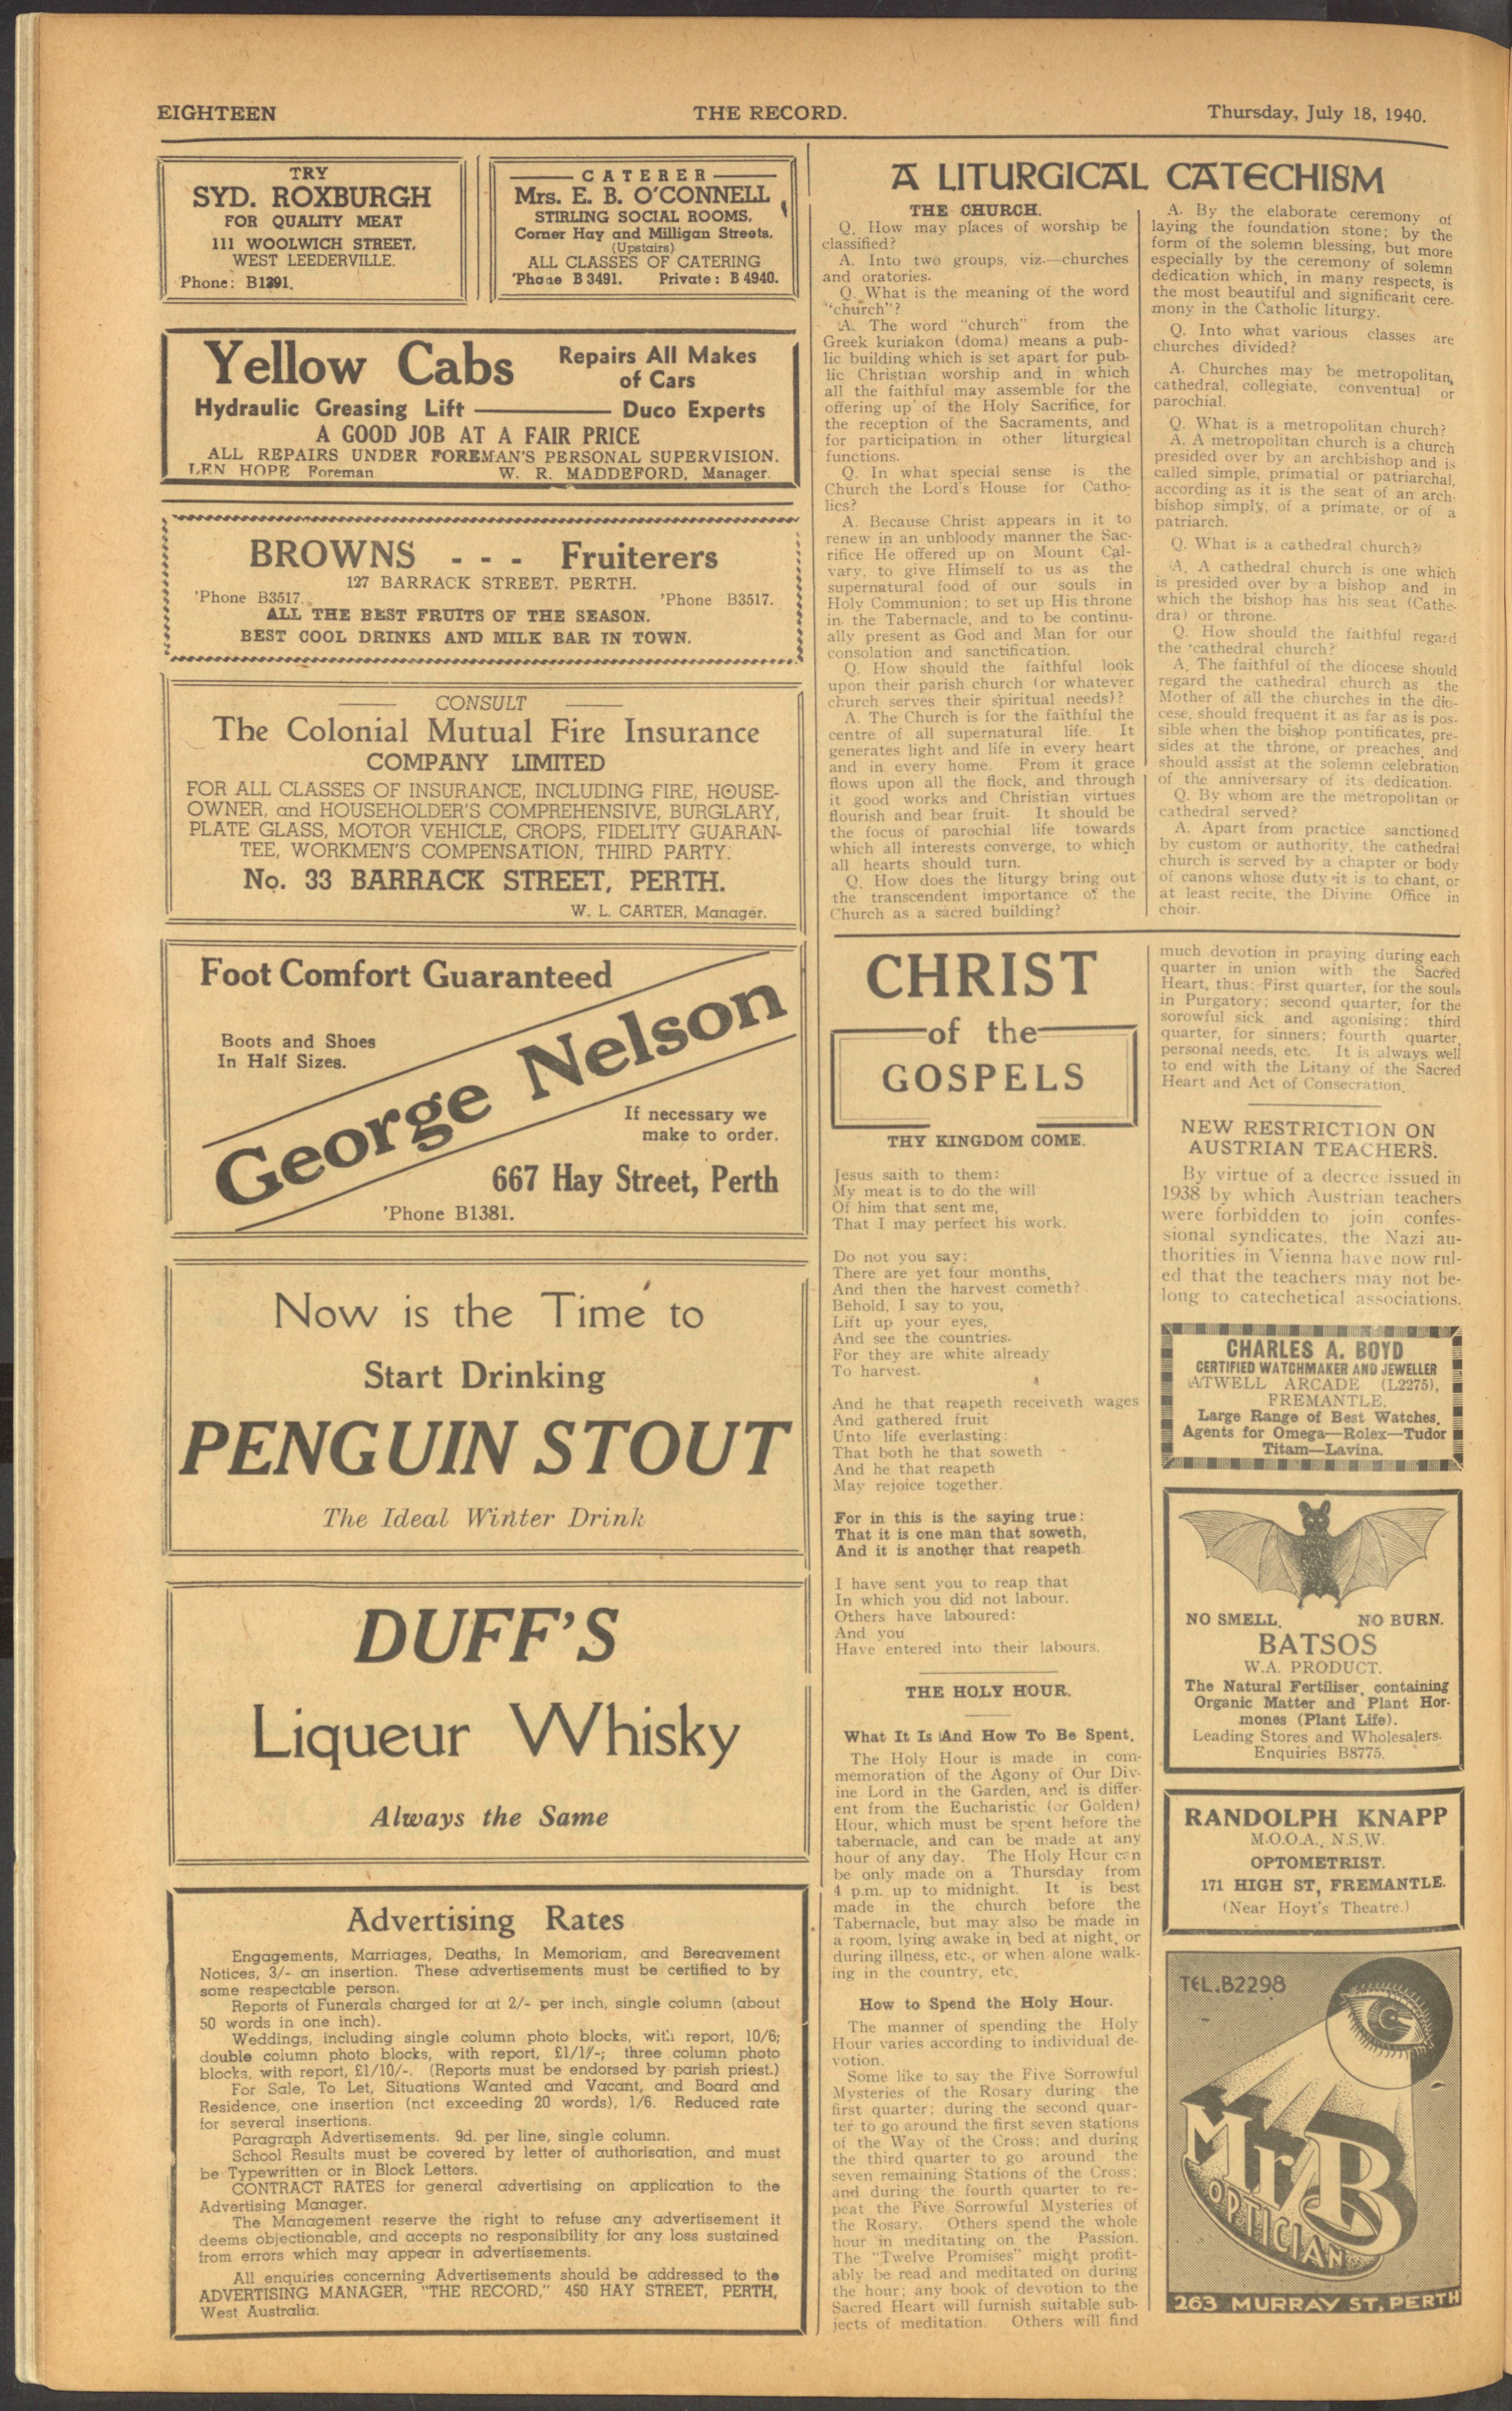 EIGHTEEN
THE RECORD.
Thursday, July 18, 1940.
TRY
SYD. ROXBURGH
FOR QUALITY MEAT
111 WOOLWICH STREET,
WEST LEEDERVILLE.
Phone: B1391.
CATERER
Mrs. E. B. O'CONNELL
STIRLING SOCIAL ROOMS,
Corner Hay and Milligan Streets.
(Upstairs)
ALL CLASSES OF CATERING
'Phone B 3491. Private: B 4940.
Yellow Cabs
Repairs All Makes
of Cars
Hydraulic Greasing Lift
Duco Experts
A GOOD JOB AT A FAIR PRICE
ALL REPAIRS UNDER FOREMAN'S PERSONAL SUPERVISION.
LEN HOPE Foreman
W. R. MADDEFORD, Manager.
BROWNS - - - Fruiterers
127 BARRACK STREET, PERTH.
'Phone B3517. 'Phone B3517.
ALL THE BEST FRUITS OF THE SEASON.
BEST COOL DRINKS AND MILK BAR IN TOWN.
CONSULT
The Colonial Mutual Fire Insurance
COMPANY LIMITED
FOR ALL CLASSES OF INSURANCE, INCLUDING FIRE, HOUSE-
OWNER, and HOUSEHOLDER'S COMPREHENSIVE, BURGLARY,
PLATE GLASS, MOTOR VEHICLE, CROPS, FIDELITY GUARAN-
TEE, WORKMEN'S COMPENSATION, THIRD PARTY.
No. 33 BARRACK STREET, PERTH.
W. L. CARTER, Manager.
Foot Comfort Guaranteed
Boots and Shoes
In Half Sizes.
George Nelson
If necessary we
make to order.
667 Hay Street, Perth
'Phone B1381.
Now is the Time to
Start Drinking
PENGUIN STOUT
The Ideal Winter Drink
DUFF'S
Liqueur Whisky
Always the Same
Advertising Rates
Engagements, Marriages, Deaths, In Memoriam, and Bereavement
Notices, 3/- an insertion. These advertisements must be certified to by
some respectable person.
Reports of Funerals charged for at 2/- per inch, single column (about
50 words in one inch).
Weddings, including single column photo blocks, with report, 10/6;
double column photo blocks, with report, £1/1/-; three column photo
blocks, with report, £1/10/-. (Reports must be endorsed by parish priest.)
For Sale, To Let, Situations Wanted and Vacant, and Board and
Residence, one insertion (nct exceeding 20 words), 1/6. Reduced rate
for several insertions.
Paragraph Advertisements. 9d. per line, single column.
School Results must be covered by letter of authorisation, and must
be Typewritten or in Block Letters.
CONTRACT RATES for general advertising on application to the
Advertising Manager.
The Management reserve the right to refuse any advertisement it
deems objectionable, and accepts no responsibility for any loss sustained
from errors which may appear in advertisements.
All enquiries concerning Advertisements should be addressed to the
ADVERTISING MANAGER, "THE RECORD," 450 HAY STREET, PERTH,
West Australia.
A LITURGICAL CATECHISM
THE CHURCH.
Q. How may places of worship be
classified?
A. Into two groups, viz.—churches
and oratories.
Q. What is the meaning of the word
"church"?
A. The word "church" from the
Greek kuriakon (doma) means a pub-
lic building which is set apart for pub-
lic Christian worship and in which
all the faithful may assemble for the
offering up of the Holy Sacrifice, for
the reception of the Sacraments, and
for participation in other liturgical
functions.
Q. In what special sense is the
Church the Lord's House for Catho-
lics?
A. Because Christ appears in it to
renew in an unbloody manner the Sac-
rifice He offered up on Mount Cal-
vary, to give Himself to us as the
supernatural food of our souls in
Holy Communion; to set up His throne
in the Tabernacle, and to be continu-
ally present as God and Man for our
consolation and sanctification.
Q. How should the faithful look
upon their parish church (or whatever
church serves their spiritual needs)?
A. The Church is for the faithful the
centre of all supernatural life. It
generates light and life in every heart
and in every home. From it grace
flows upon all the flock, and through
it good works and Christian virtues
flourish and bear fruit. It should be
the focus of parochial life towards
which all interests converge, to which
all hearts should turn.
Q. How does the liturgy bring out
the transcendent importance of the
Church as a sacred building?
A. By the elaborate ceremony of
laying the foundation stone; by the
form of the solemn blessing, but more
especially by the ceremony of solemn
dedication which, in many respects, is
the most beautiful and significant cere-
mony in the Catholic liturgy.
Q. Into what various classes are
churches divided?
A. Churches may be metropolitan,
cathedral, collegiate, conventual or
parochial.
Q. What is a metropolitan church?
A. A metropolitan church is a church
presided over by an archbishop and is
called simple, primatial or patriarchal,
according as it is the seat of an arch-
bishop simply, of a primate, or of a
patriarch.
Q. What is a cathedral church?
A. A cathedral church is one which
is presided over by a bishop and in
which the bishop has his seat (Cathe-
dra) or throne.
Q. How should the faithful regard
the cathedral church?
A. The faithful of the diocese should
regard the cathedral church as the
Mother of all the churches in the dio-
cese, should frequent it as far as is pos-
sible when the bishop pontificates, pre-
sides at the throne, or preaches, and
should assist at the solemn celebration
of the anniversary of its dedication.
Q. By whom are the metropolitan or
cathedral served?
A. Apart from practice sanctioned
by custom or authority, the cathedral
church is served by a chapter or body
of canons whose duty it is to chant, or
at least recite, the Divine Office in
choir.
CHRIST
of the
GOSPELS
THY KINGDOM COME.
Jesus saith to them:
My meat is to do the will
Of him that sent me,
That I may perfect his work.
Do not you say:
There are yet four months,
And then the harvest cometh?
Behold, I say to you,
Lift up your eyes,
And see the countries.
For they are white already
To harvest.
And he that reapeth receiveth wages
And gathered fruit
Unto life everlasting:
That both he that soweth
And he that reapeth
May rejoice together.
For in this is the saying true:
That it is one man that soweth,
And it is another that reapeth.
I have sent you to reap that
In which you did not labour.
Others have laboured:
And you
Have entered into their labours.
THE HOLY HOUR.
What It Is And How To Be Spent.
The Holy Hour is made in com-
memoration of the Agony of Our Div-
ine Lord in the Garden, and is differ-
ent from the Eucharistic (or Golden)
Hour, which must be spent before the
tabernacle, and can be made at any
hour of any day. The Holy Hour can
be only made on a Thursday from
4 p.m. up to midnight. It is best
made in the church before the
Tabernacle, but may also be made in
a room, lying awake in bed at night, or
during illness, etc., or when alone walk-
ing in the country, etc.
How to Spend the Holy Hour.
The manner of spending the Holy
Hour varies according to individual de-
votion.
Some like to say the Five Sorrowful
Mysteries of the Rosary during the
first quarter; during the second quar-
ter to go around the first seven stations
of the Way of the Cross; and during
the third quarter to go around the
seven remaining Stations of the Cross;
and during the fourth quarter to re-
peat the Five Sorrowful Mysteries of
the Rosary. Others spend the whole
hour in meditating on the Passion.
The "Twelve Promises" might profit-
ably be read and meditated on during
the hour; any book of devotion to the
Sacred Heart will furnish suitable sub-
jects of meditation. Others will find
much devotion in praying during each
quarter in union with the Sacred
Heart, thus: First quarter, for the souls
in Purgatory; second quarter, for the
sorowful sick and agonising; third
quarter, for sinners; fourth quarter,
personal needs, etc. It is always well
to end with the Litany of the Sacred
Heart and Act of Consecration.
NEW RESTRICTION ON
AUSTRIAN TEACHERS.
By virtue of a decree issued in
1938 by which Austrian teachers
were forbidden to join confes-
sional syndicates, the Nazi au-
thorities in Vienna have now rul-
ed that the teachers may not be-
long to catechetical associations.
CHARLES A. BOYD
CERTIFIED WATCHMAKER AND JEWELLER
ATWELL ARCADE (L2275),
FREMANTLE.
Large Range of Best Watches.
Agents for Omega—Rolex—Tudor
Titam—Lavina.
NO SMELL. NO BURN.
BATSOS
W.A. PRODUCT.
The Natural Fertiliser, containing
Organic Matter and Plant Hor-
mones (Plant Life).
Leading Stores and Wholesalers.
Enquiries B8775.
RANDOLPH KNAPP
M.O.O.A., N.S.W.
OPTOMETRIST.
171 HIGH ST, FREMANTLE.
(Near Hoyt's Theatre.)
TEL. B2298
Mr. B
OPTICIAN
263 MURRAY ST, PERTH